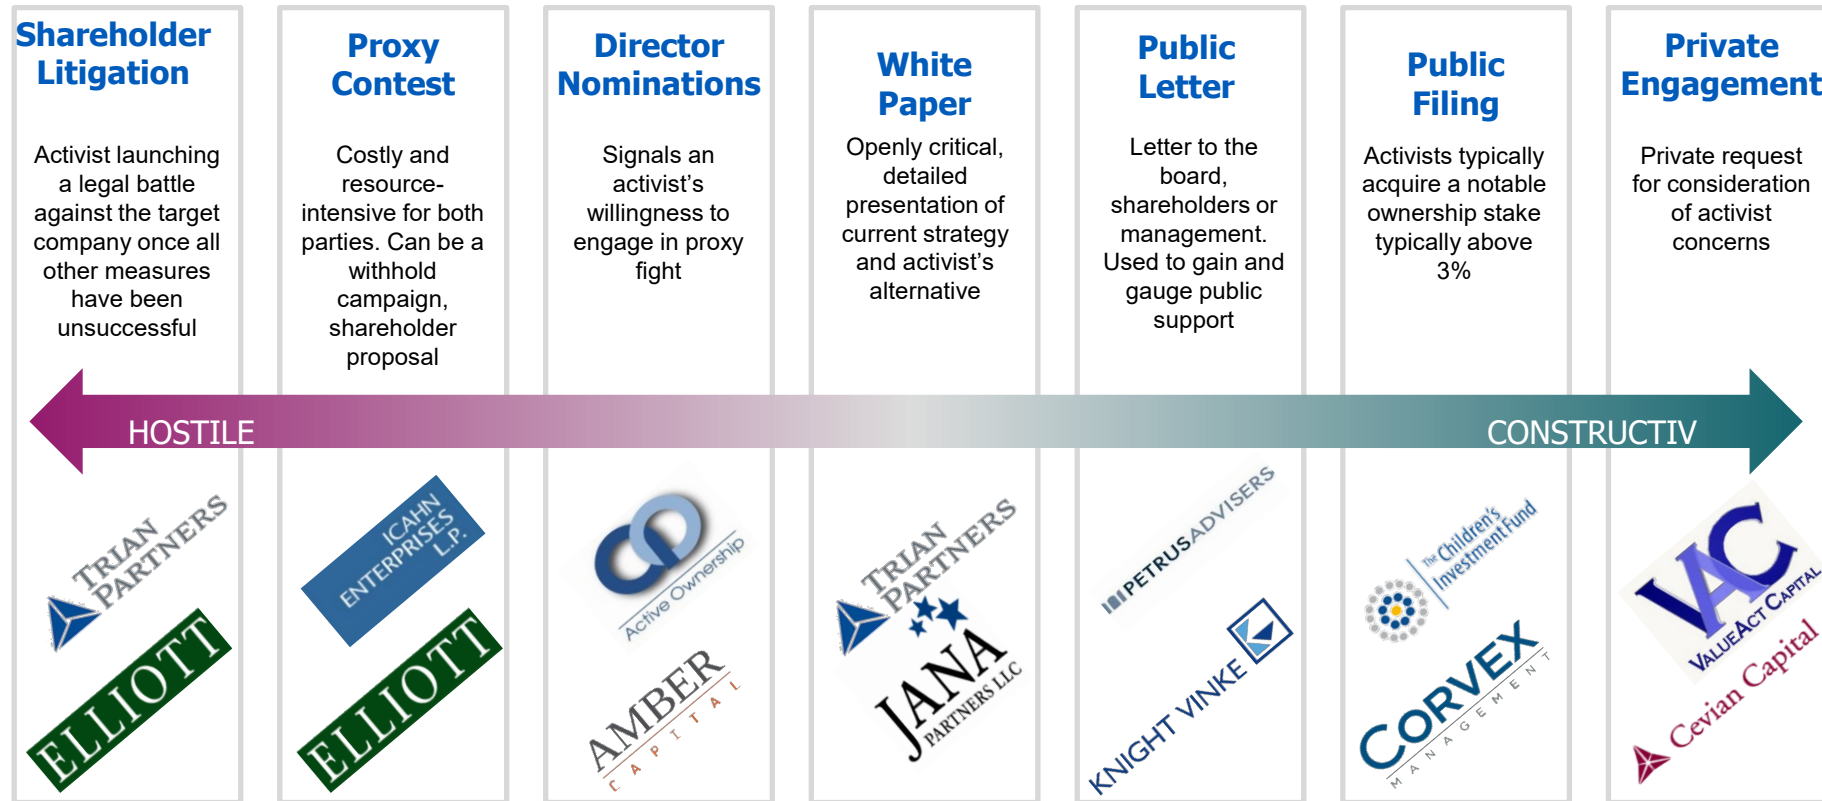 Shareholder
Litigation
Activist launching
a legal battle
against the target
company once all
other measures
have been
unsuccessful
Proxy
Contest
Costly and
resource-
intensive for both
parties. Can be a
withhold
campaign,
shareholder
proposal
Director
Nominations
Signals an
activist’s
willingness to
engage in proxy
fight
White
Paper
Openly critical,
detailed
presentation of
current strategy
and activist’s
alternative
Public
Letter
Letter to the
board,
shareholders or
management.
Used to gain and
gauge public
support
Public
Filing
Activists typically
acquire a notable
ownership stake
typically above
3%
Private
Engagement
Private request
for consideration
of activist
concerns
HOSTILE
CONSTRUCTIV
TRIAN
PARTNERS
ELLIOTT
ICAHN
ENTERPRISES
L.P.
ELLIOTT
Active Ownership
AMBER
CAPITAL
TRIAN
PARTNERS
JANA
PARTNERS LLC
PETRUSADVISERS
KNIGHT VINKE
The Children's
Investment Fund
CORVEX
MANAGEMENT
VAC
VALUEACT CAPITAL
Cevian Capital